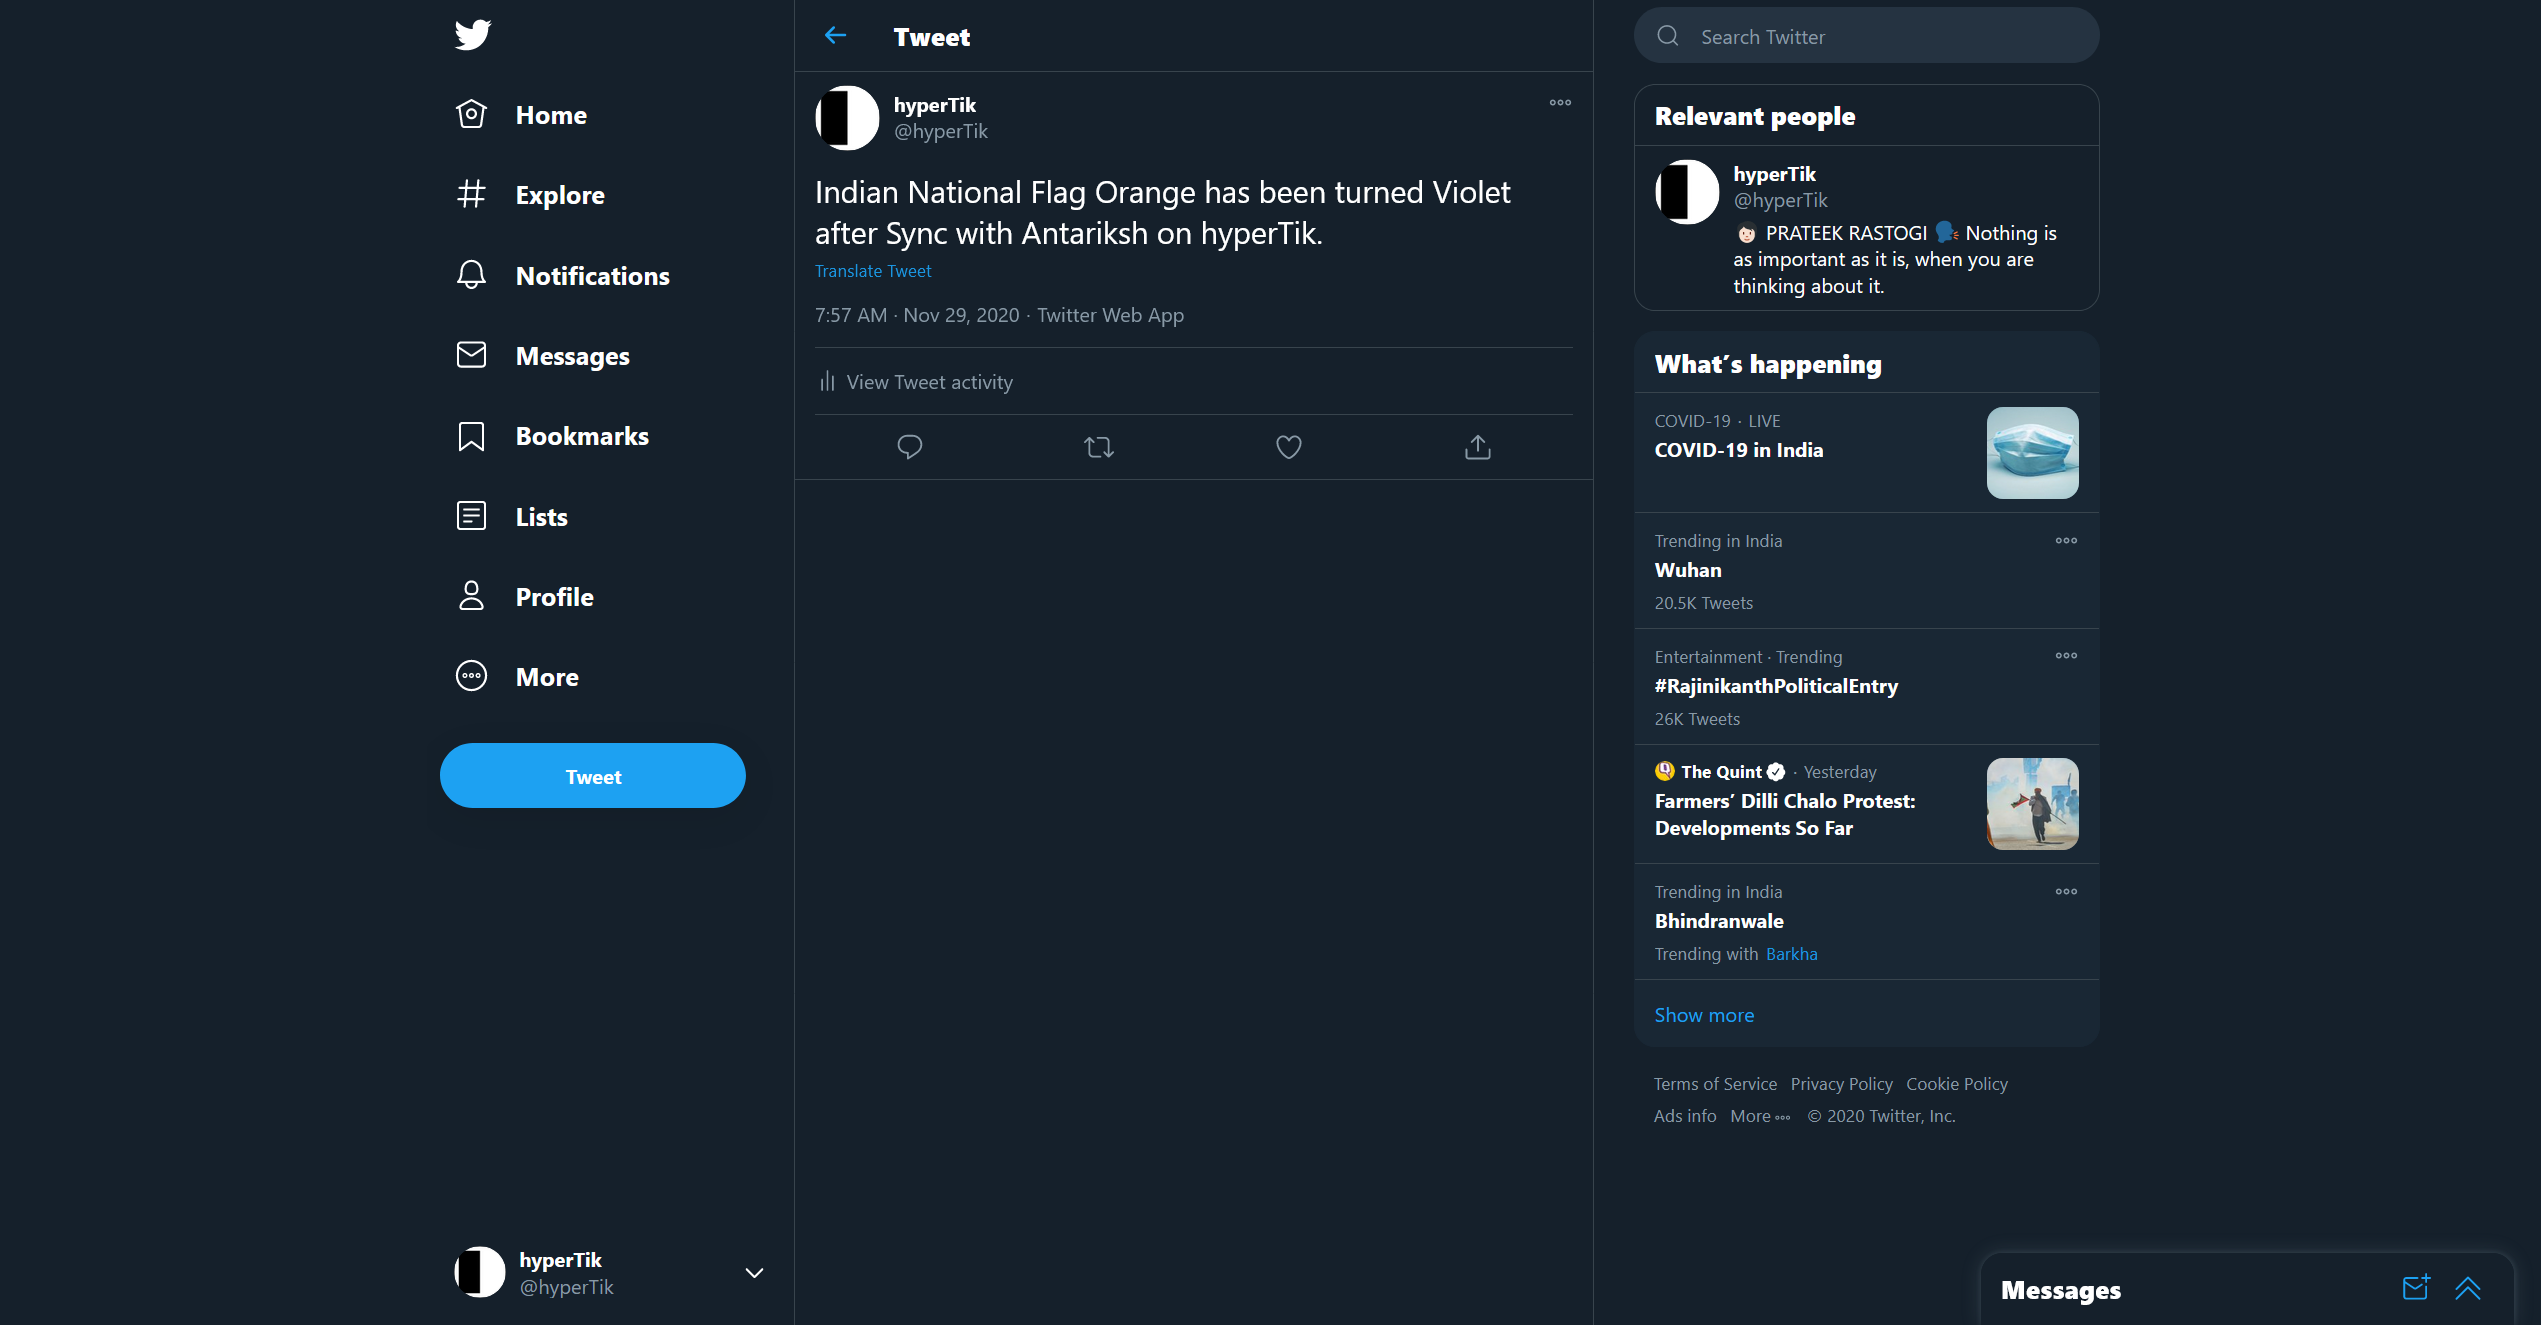 Home
Explore
Notifications
Messages
Bookmarks
Lists
Profile
More
Tweet
hyperTik
@hyperTik
Tweet
hyperTik
@hyperTik
Indian National Flag Orange has been turned Violet
after Sync with Antariksh on hyperTik.
Translate Tweet
7:57 AM · Nov 29, 2020 · Twitter Web App
View Tweet activity
Search Twitter
Relevant people
hyperTik
@hyperTik
PRATEEK RASTOGI Nothing is
as important as it is, when you are
thinking about it.
What's happening
COVID-19 · LIVE
COVID-19 in India
Trending in India
Wuhan
20.5K Tweets
Entertainment · Trending
#RajinikanthPoliticalEntry
26K Tweets
The Quint · Yesterday
Farmers' Dilli Chalo Protest:
Developments So Far
Trending in India
Bhindranwale
Trending with Barkha
Show more
Terms of Service Privacy Policy Cookie Policy
Ads info More © 2020 Twitter, Inc.
Messages